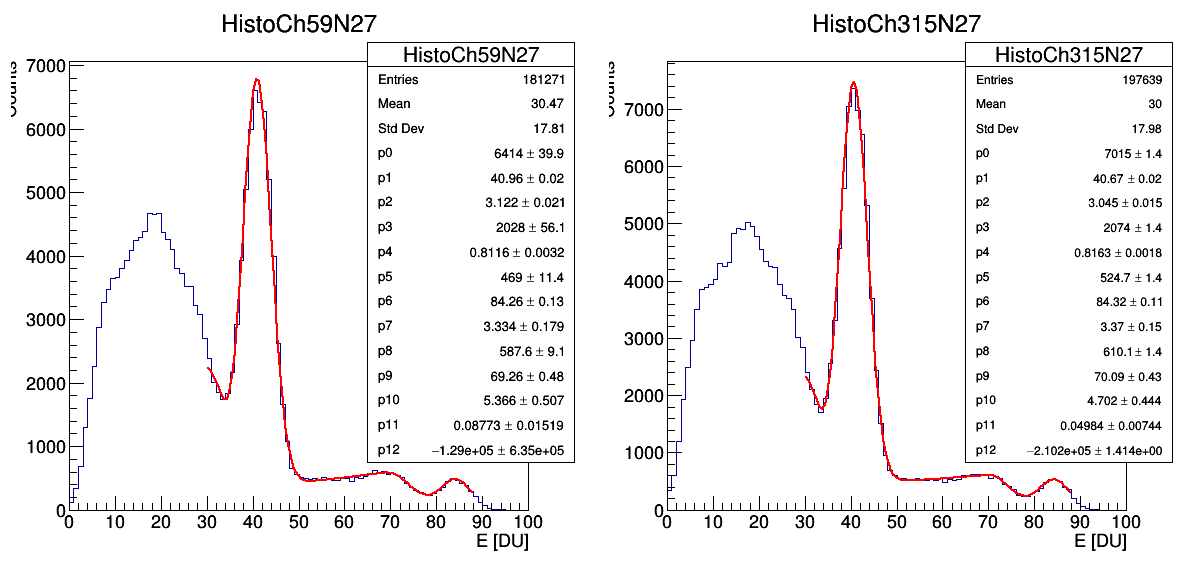 HistoCh59N27
HistoCh59N27
Entries 181271
Mean 30.47
Std Dev 17.81
p0 6414 ± 39.9
p1 40.96 ± 0.02
p2 3.122 ± 0.021
p3 2028 ± 56.1
p4 0.8116 ± 0.0032
p5 469 ± 11.4
p6 84.26 ± 0.13
p7 3.334 ± 0.179
p8 587.6 ± 9.1
p9 69.26 ± 0.48
p10 5.366 ± 0.507
p11 0.08773 ± 0.01519
p12 −1.29e+05 ± 6.35e+05
7000
6000
5000
4000
3000
2000
1000
0
0 10 20 30 40 50 60 70 80 90 100
E [DU]
HistoCh315N27
HistoCh315N27
Entries 197639
Mean 30
Std Dev 17.98
p0 7015 ± 1.4
p1 40.67 ± 0.02
p2 3.045 ± 0.015
p3 2074 ± 1.4
p4 0.8163 ± 0.0018
p5 524.7 ± 1.4
p6 84.32 ± 0.11
p7 3.37 ± 0.15
p8 610.1 ± 1.4
p9 70.09 ± 0.43
p10 4.702 ± 0.444
p11 0.04984 ± 0.00744
p12 −2.102e+05 ± 1.414e+00
7000
6000
5000
4000
3000
2000
1000
0
0 10 20 30 40 50 60 70 80 90 100
E [DU]